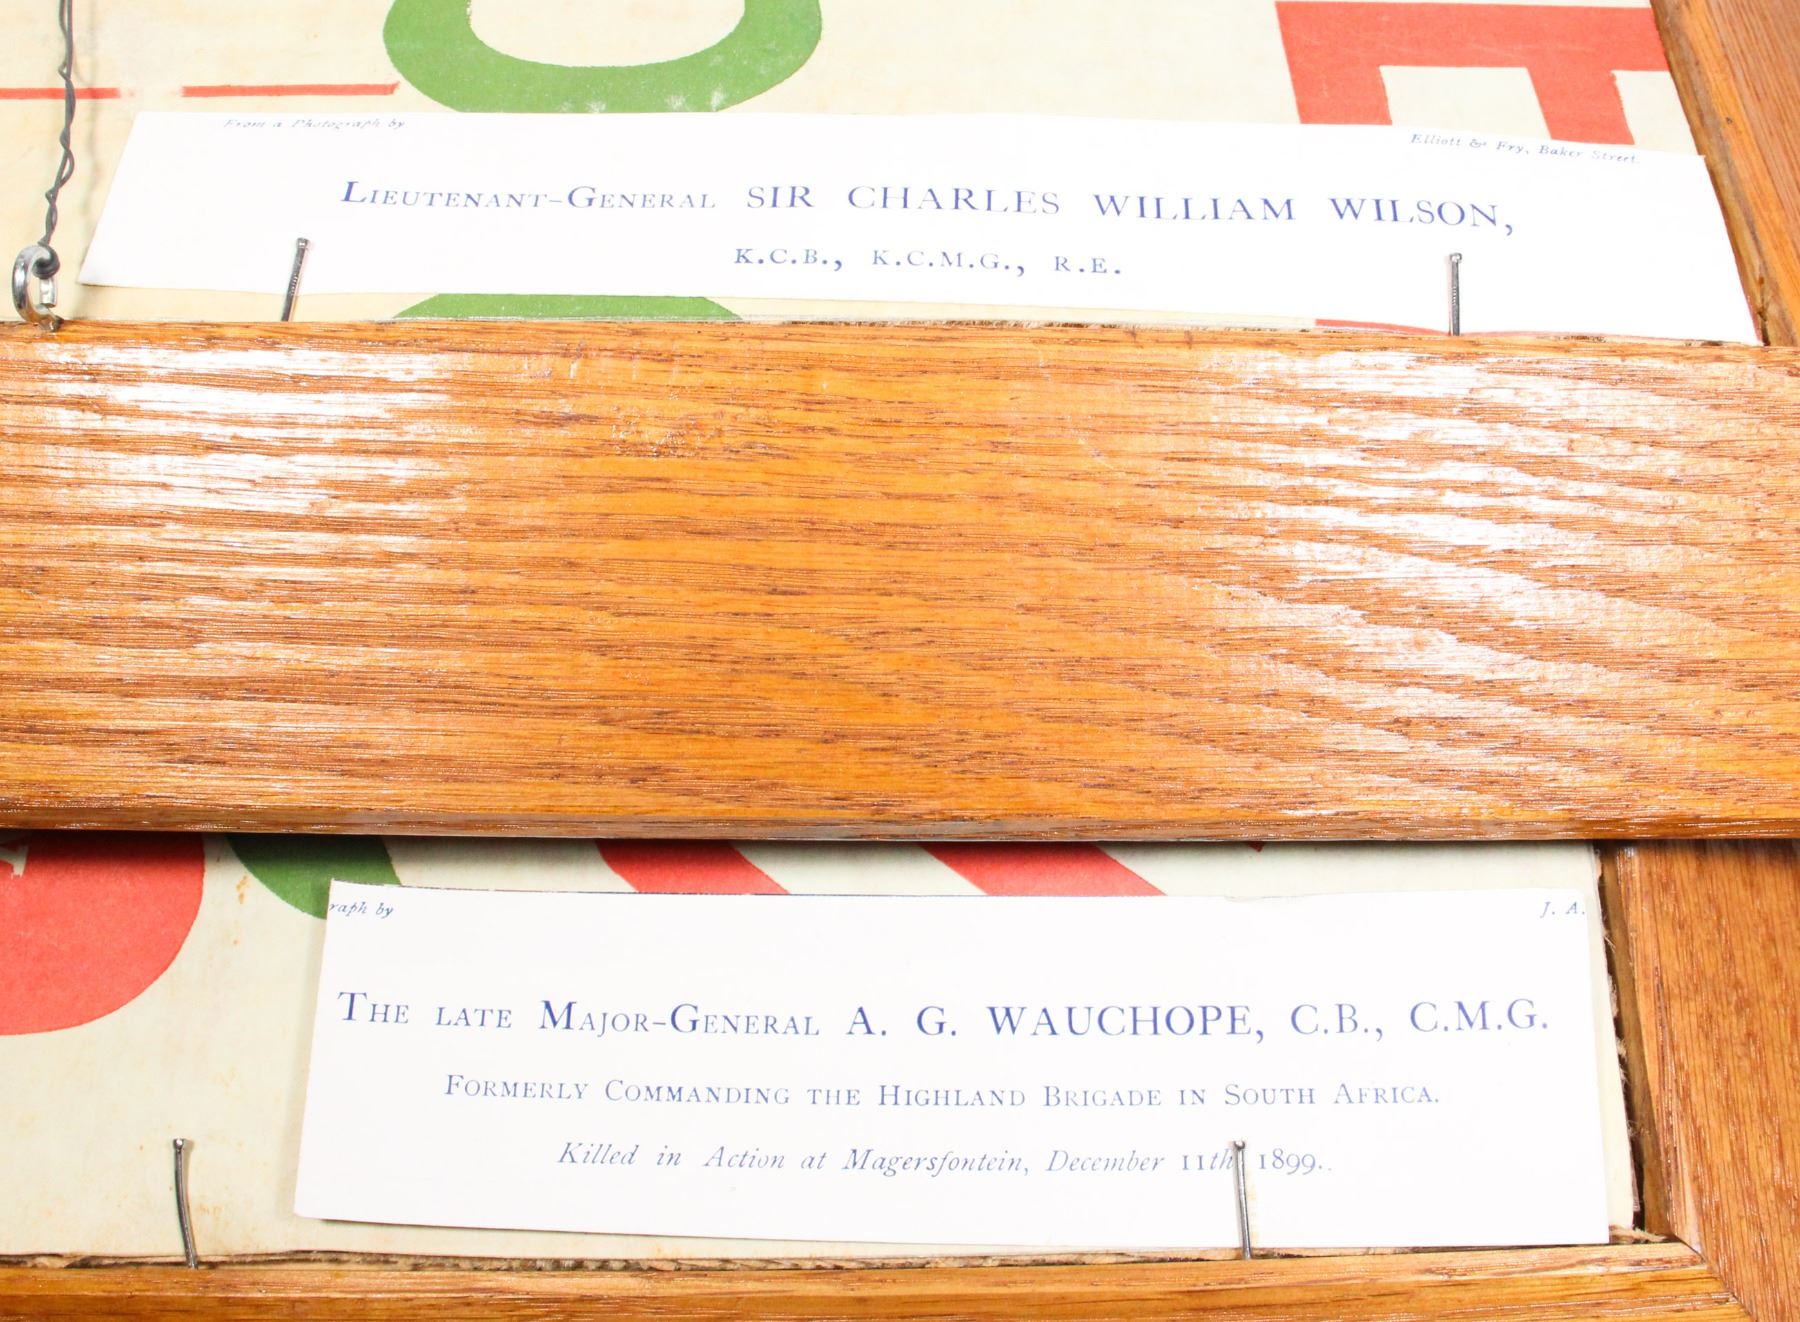 From a Photograph by
Elliott & Fry, Baker Street.
LIEUTENANT-GENERAL SIR CHARLES WILLIAM WILSON,
K.C.B., K.C.M.G., R.E.
raph by
J. A.
THE LATE MAJOR-GENERAL A. G. WAUCHOPE, C.B., C.M.G.
FORMERLY COMMANDING THE HIGHLAND BRIGADE IN SOUTH AFRICA.
Killed in Action at Magersfontein, December 11th 1899.